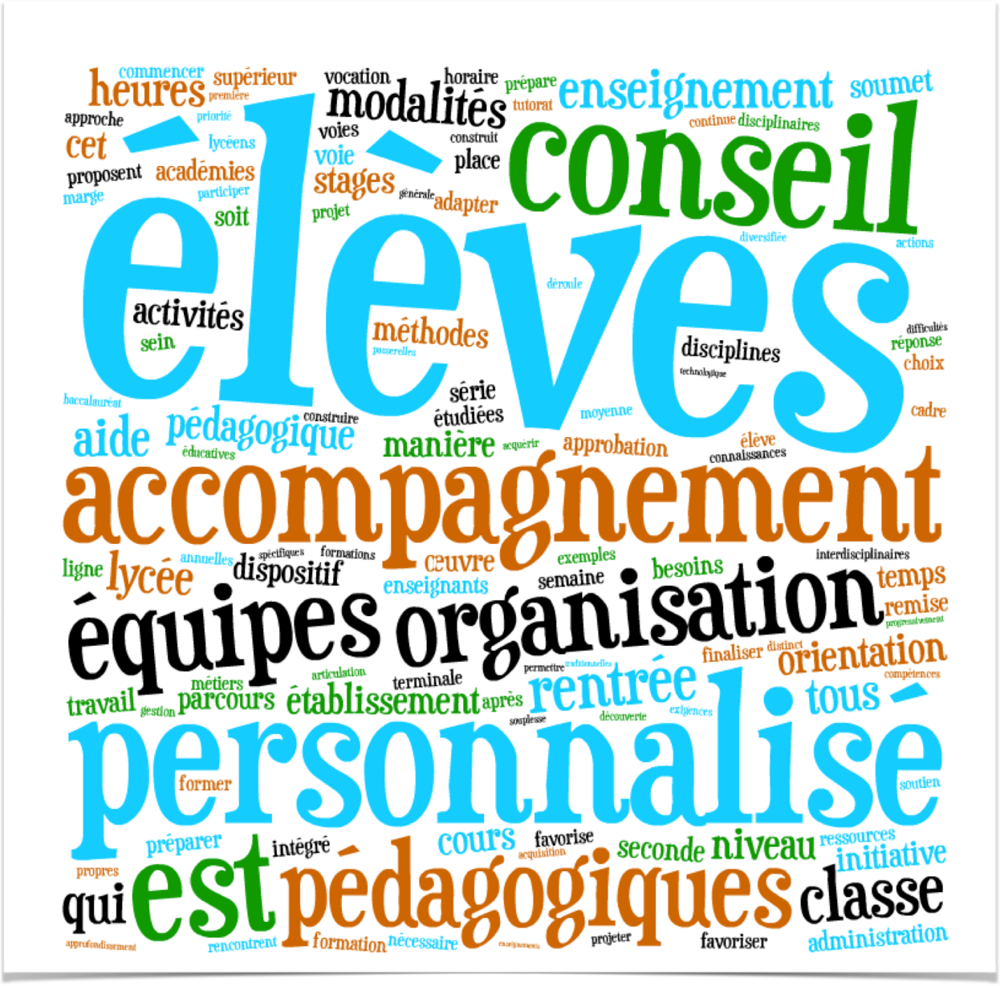 commencer
heures
supérieur
première
vocation
horaire
prépare
enseignement
soumet
modalités
tutorat
approche
priorité
continue
disciplinaires
conseil
cet
lycéens
voies
construit
voie
place
proposent
académies
stages
marge
participer
générale
adapter
soit
projet
élèves
diversifiée
actions
déroule
activités
sein
méthodes
passerelles
disciplines
technologique
difficultés
réponse
choix
baccalauréat
série
étudiées
moyenne
cadre
aide
pédagogique
construire
éducatives
manière
acquérir
approbation
élève
connaissances
accompagnement
ligne
lycée
annuelles
spécifiques
formations
dispositif
œuvre
exemples
interdisciplinaires
enseignants
semaine
besoins
temps
remise
progressivement
équipes
organisation
finaliser
distinct
orientation
compétences
permettre
traditionnelles
articulation
métiers
terminale
rentrée
tous
travail
gestion
parcours
établissement
après
souplesse
découverte
exigences
personnalisé
former
soutien
préparer
intégré
cours
favorise
acquisition
seconde
niveau
ressources
initiative
propres
qui
est
pédagogiques
classe
approfondissement
rencontrent
formation
nécessaire
enseignements
projeter
favoriser
administration